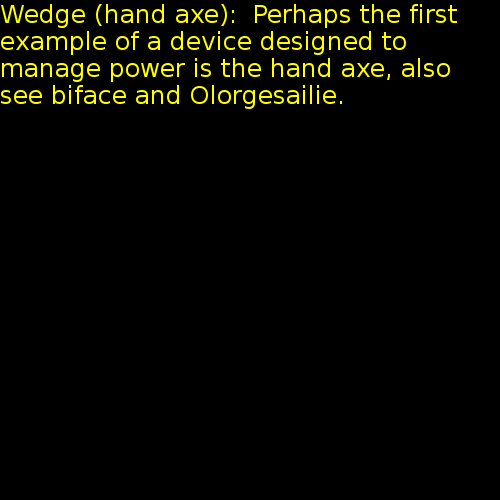 Wedge (hand axe):  Perhaps the first
example of a device designed to
manage power is the hand axe, also
see biface and Olorgesailie.